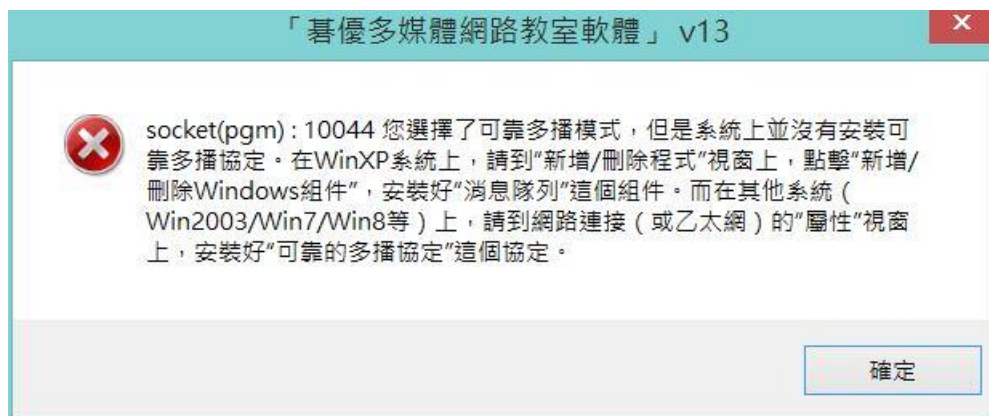 「碁優多媒體網路教室軟體」 v13
socket(pgm) : 10044 您選擇了可靠多播模式，但是系統上並沒有安裝可
靠多播協定。在WinXP系統上，請到"新增/刪除程式"視窗上，點擊"新增/
刪除Windows組件"，安裝好"消息隊列"這個組件。而在其他系統（
Win2003/Win7/Win8等）上，請到網路連接（或乙太網）的"屬性"視窗
上，安裝好"可靠的多播協定"這個協定。
確定